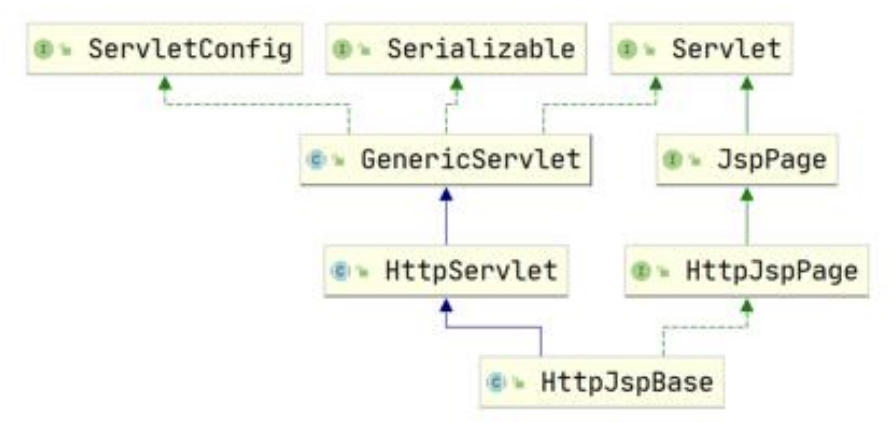 I ServletConfig
I Serializable
I Servlet
C GenericServlet
I JspPage
C HttpServlet
I HttpJspPage
C HttpJspBase